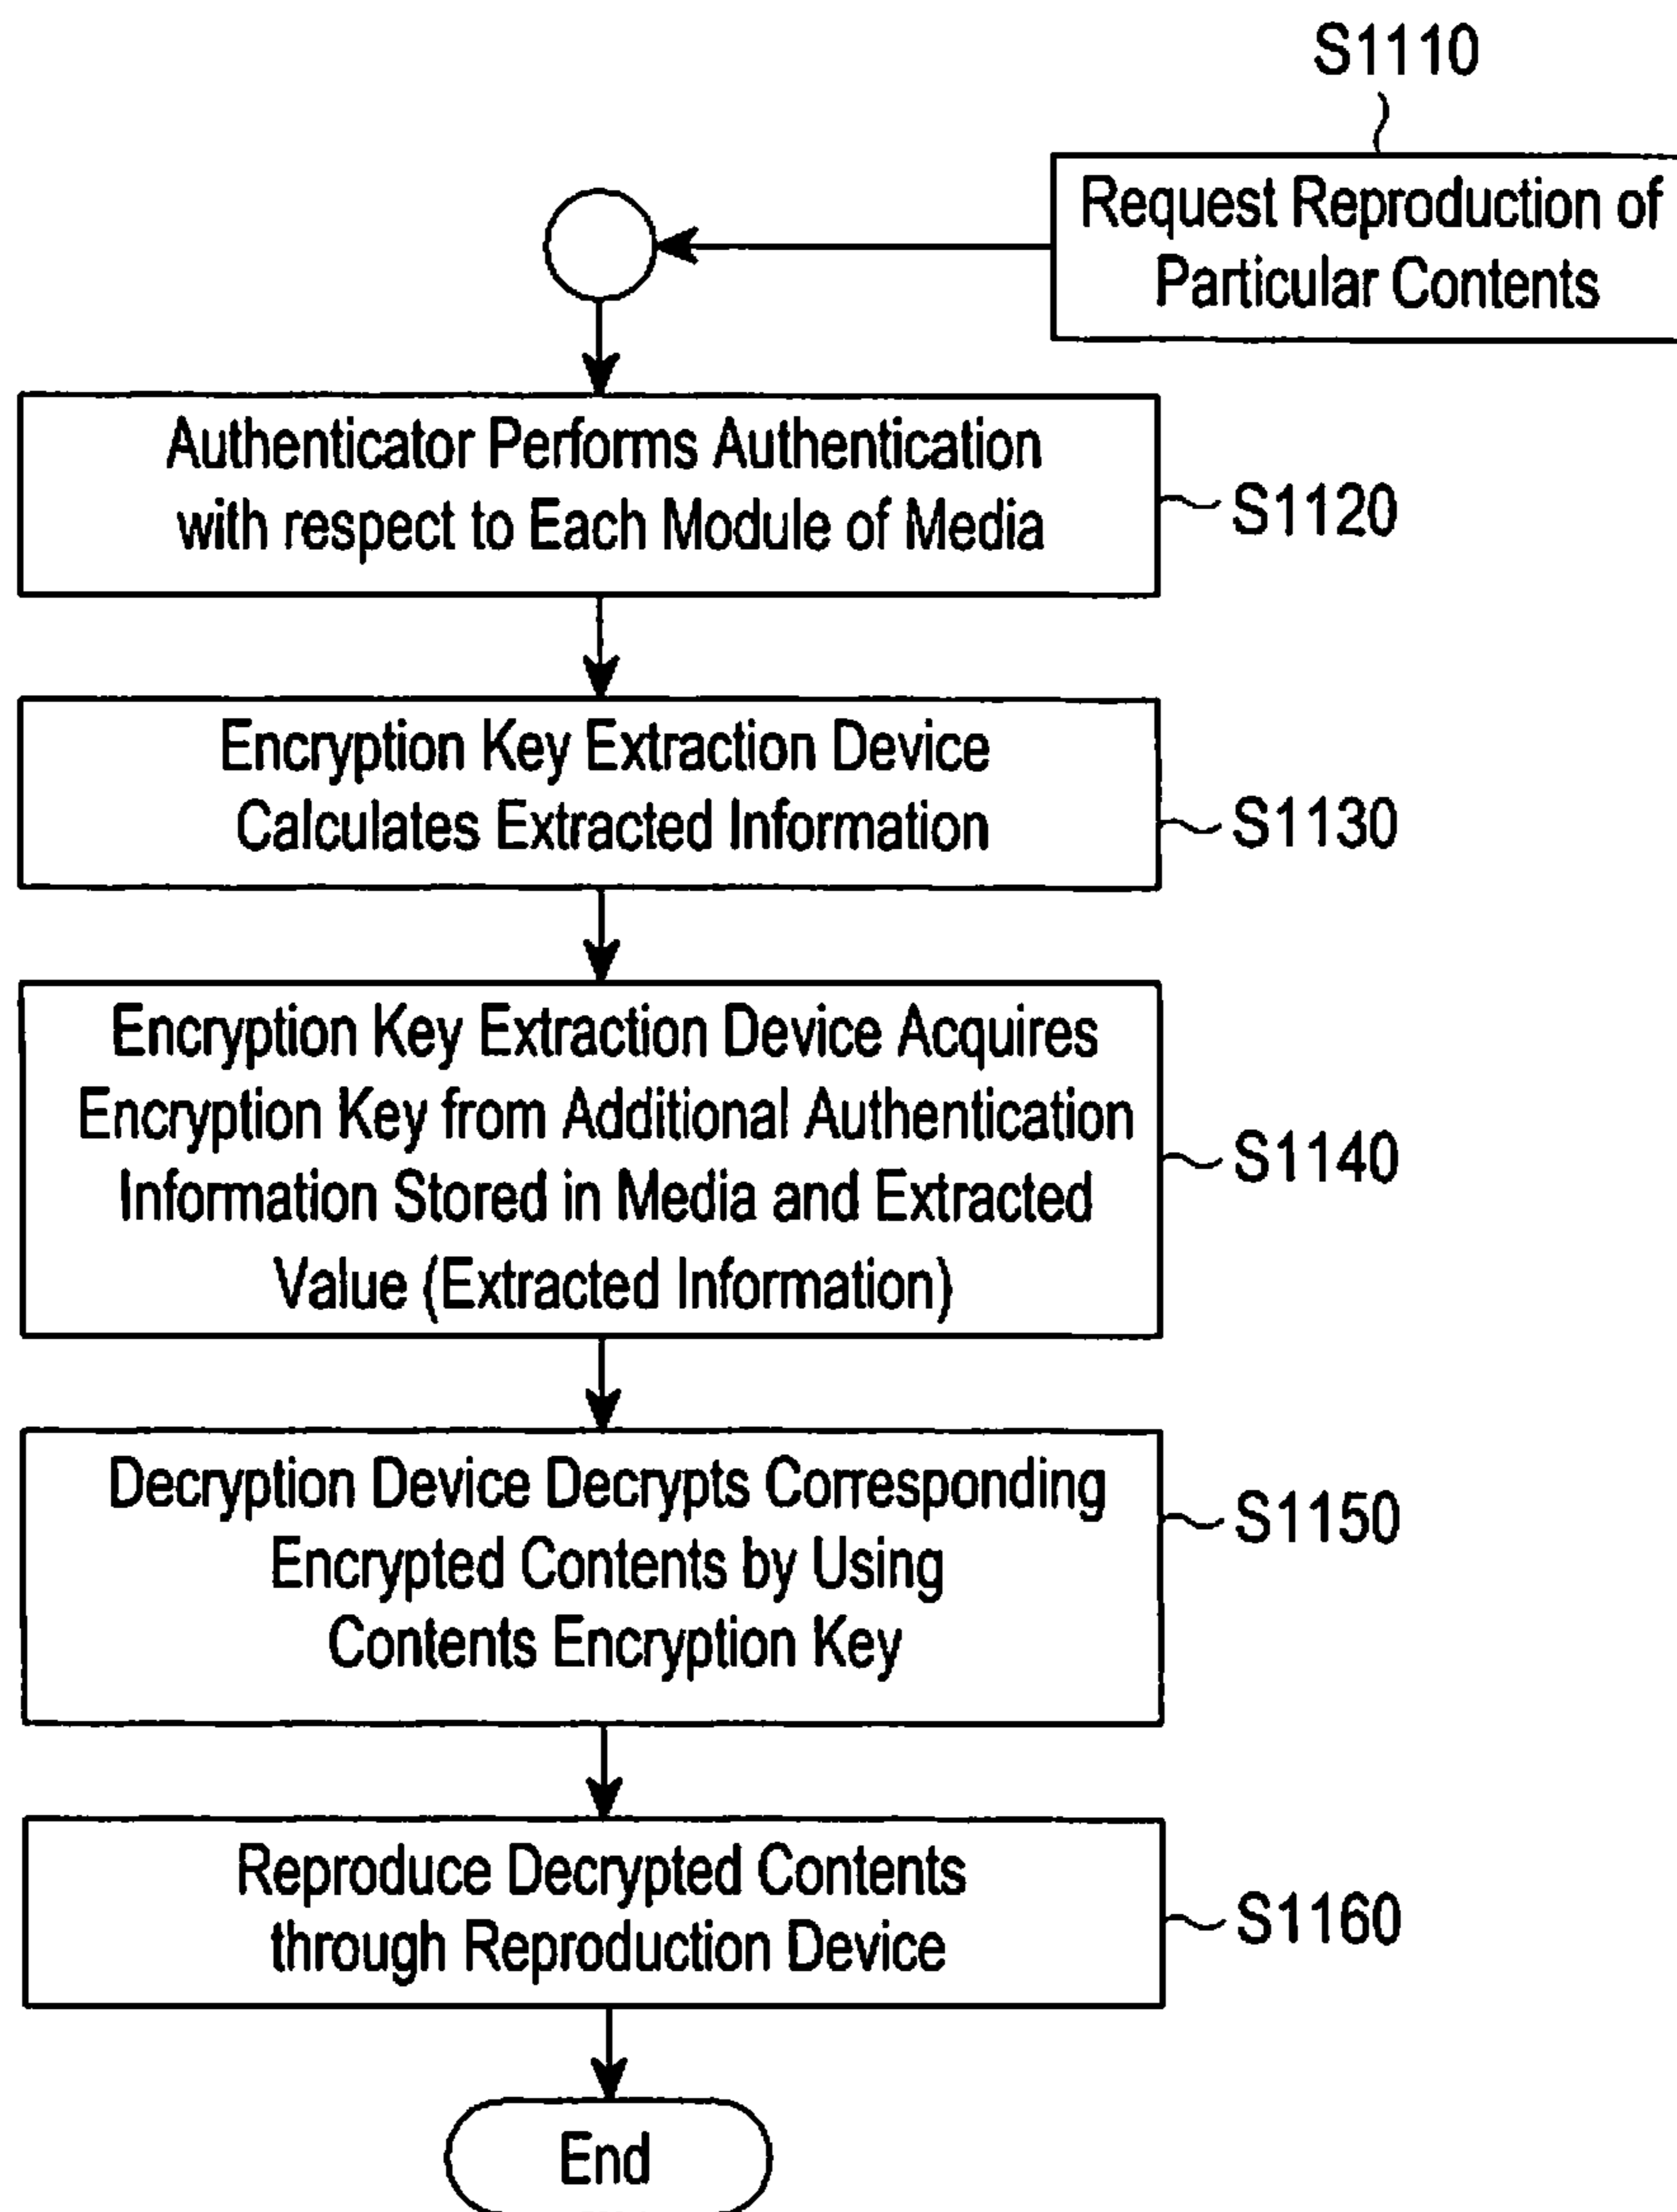 S1110
Request Reproduction of
Particular Contents
Authenticator Performs Authentication
with respect to Each Module of Media
S1120
Encryption Key Extraction Device
Calculates Extracted Information
S1130
Encryption Key Extraction Device Acquires
Encryption Key from Additional Authentication
Information Stored in Media and Extracted
Value (Extracted Information)
S1140
Decryption Device Decrypts Corresponding
Encrypted Contents by Using
Contents Encryption Key
S1150
Reproduce Decrypted Contents
through Reproduction Device
S1160
End